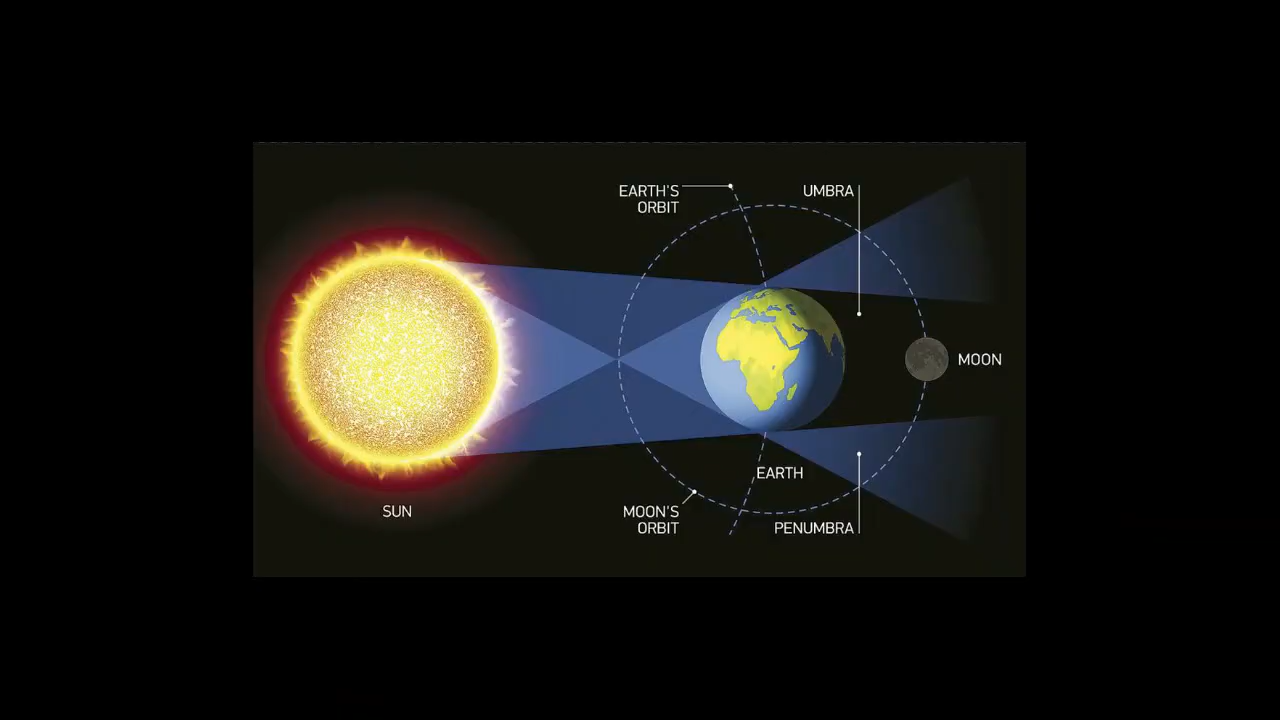 EARTH'S
ORBIT
UMBRA
MOON
EARTH
SUN
MOON'S
ORBIT
PENUMBRA